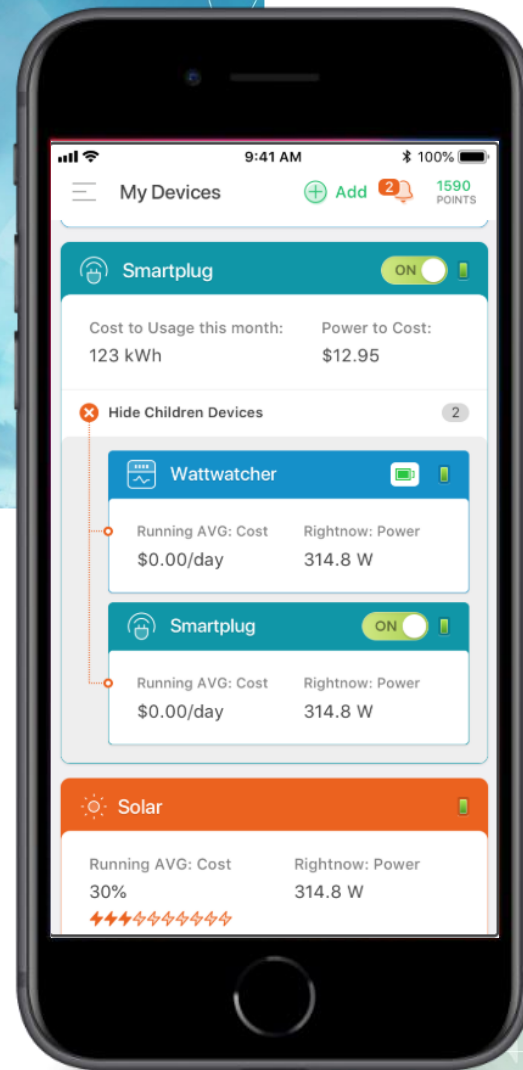 9:41 AM 100%
My Devices Add 2 1590
POINTS
Smartplug ON
Cost to Usage this month: Power to Cost:
123 kWh $12.95
Hide Children Devices 2
Wattwatcher
Running AVG: Cost Rightnow: Power
$0.00/day 314.8 W
Smartplug ON
Running AVG: Cost Rightnow: Power
$0.00/day 314.8 W
Solar
Running AVG: Cost Rightnow: Power
30% 314.8 W